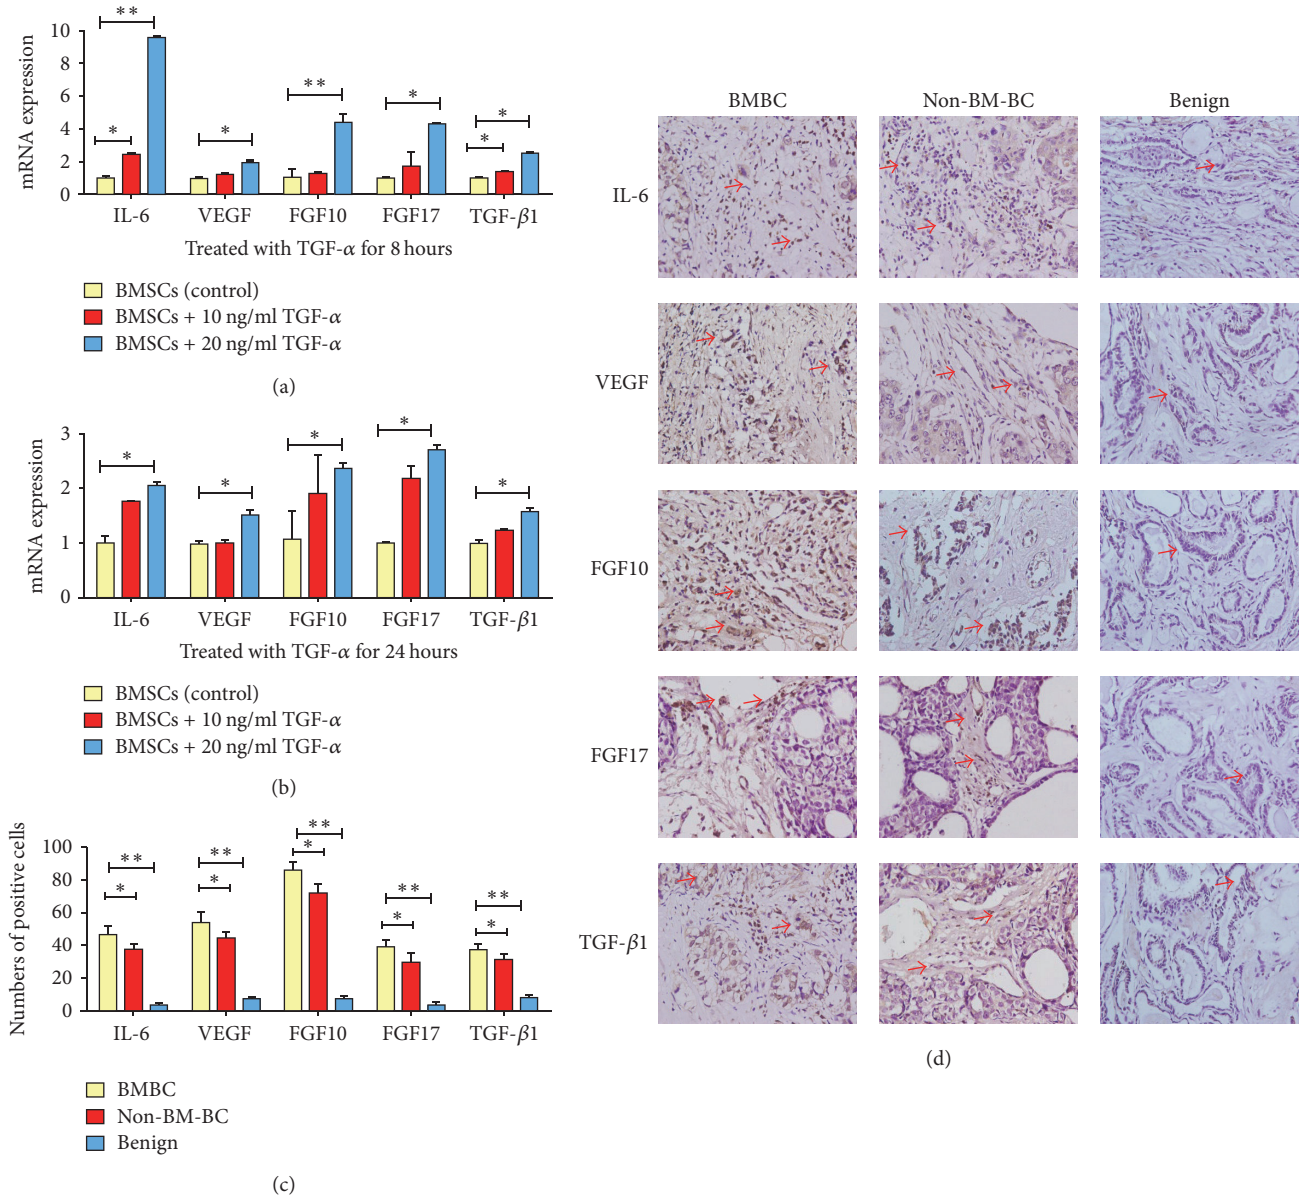 **
10
8
6
4
2
0
mRNA expression
*
*
**
*
*
*
IL-6 VEGF FGF10 FGF17 TGF-β1
Treated with TGF-α for 8 hours
BMSCs (control)
BMSCs + 10 ng/ml TGF-α
BMSCs + 20 ng/ml TGF-α
(a)
3
2
1
0
mRNA expression
*
*
*
*
*
IL-6 VEGF FGF10 FGF17 TGF-β1
Treated with TGF-α for 24 hours
BMSCs (control)
BMSCs + 10 ng/ml TGF-α
BMSCs + 20 ng/ml TGF-α
(b)
100
80
60
40
20
0
Numbers of positive cells
**
*
**
*
**
*
**
*
**
*
IL-6 VEGF FGF10 FGF17 TGF-β1
BMBC
Non-BM-BC
Benign
(c)
BMBC Non-BM-BC Benign
IL-6
VEGF
FGF10
FGF17
TGF-β1
(d)